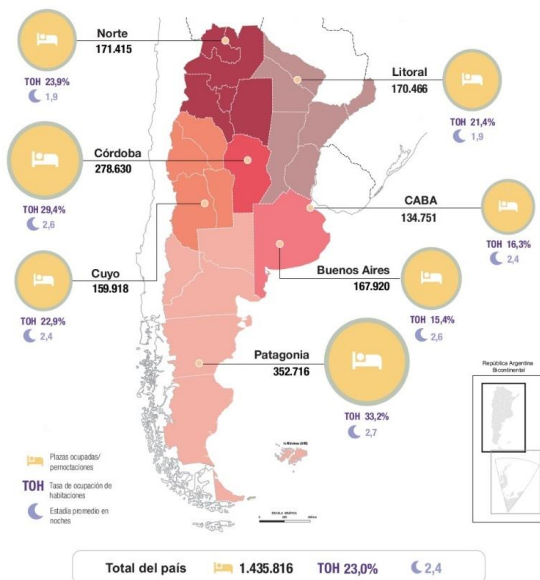 Norte
171.415
TOH 23,9%
1,9
Litoral
170.466
TOH 21,4%
1,9
Córdoba
278.630
TOH 29,4%
2,6
CABA
134.751
TOH 16,3%
2,4
Cuyo
159.918
TOH 22,9%
2,4
Buenos Aires
167.920
TOH 15,4%
2,6
Patagonia
352.716
TOH 33,2%
2,7
República Argentina
Bicontinental
Plazas ocupadas/
pernoctaciones
TOH Tasa de ocupación de
habitaciones
Estadía promedio en
noches
ESCALA GRÁFICA
Total del país 1.435.816 TOH 23,0% 2,4